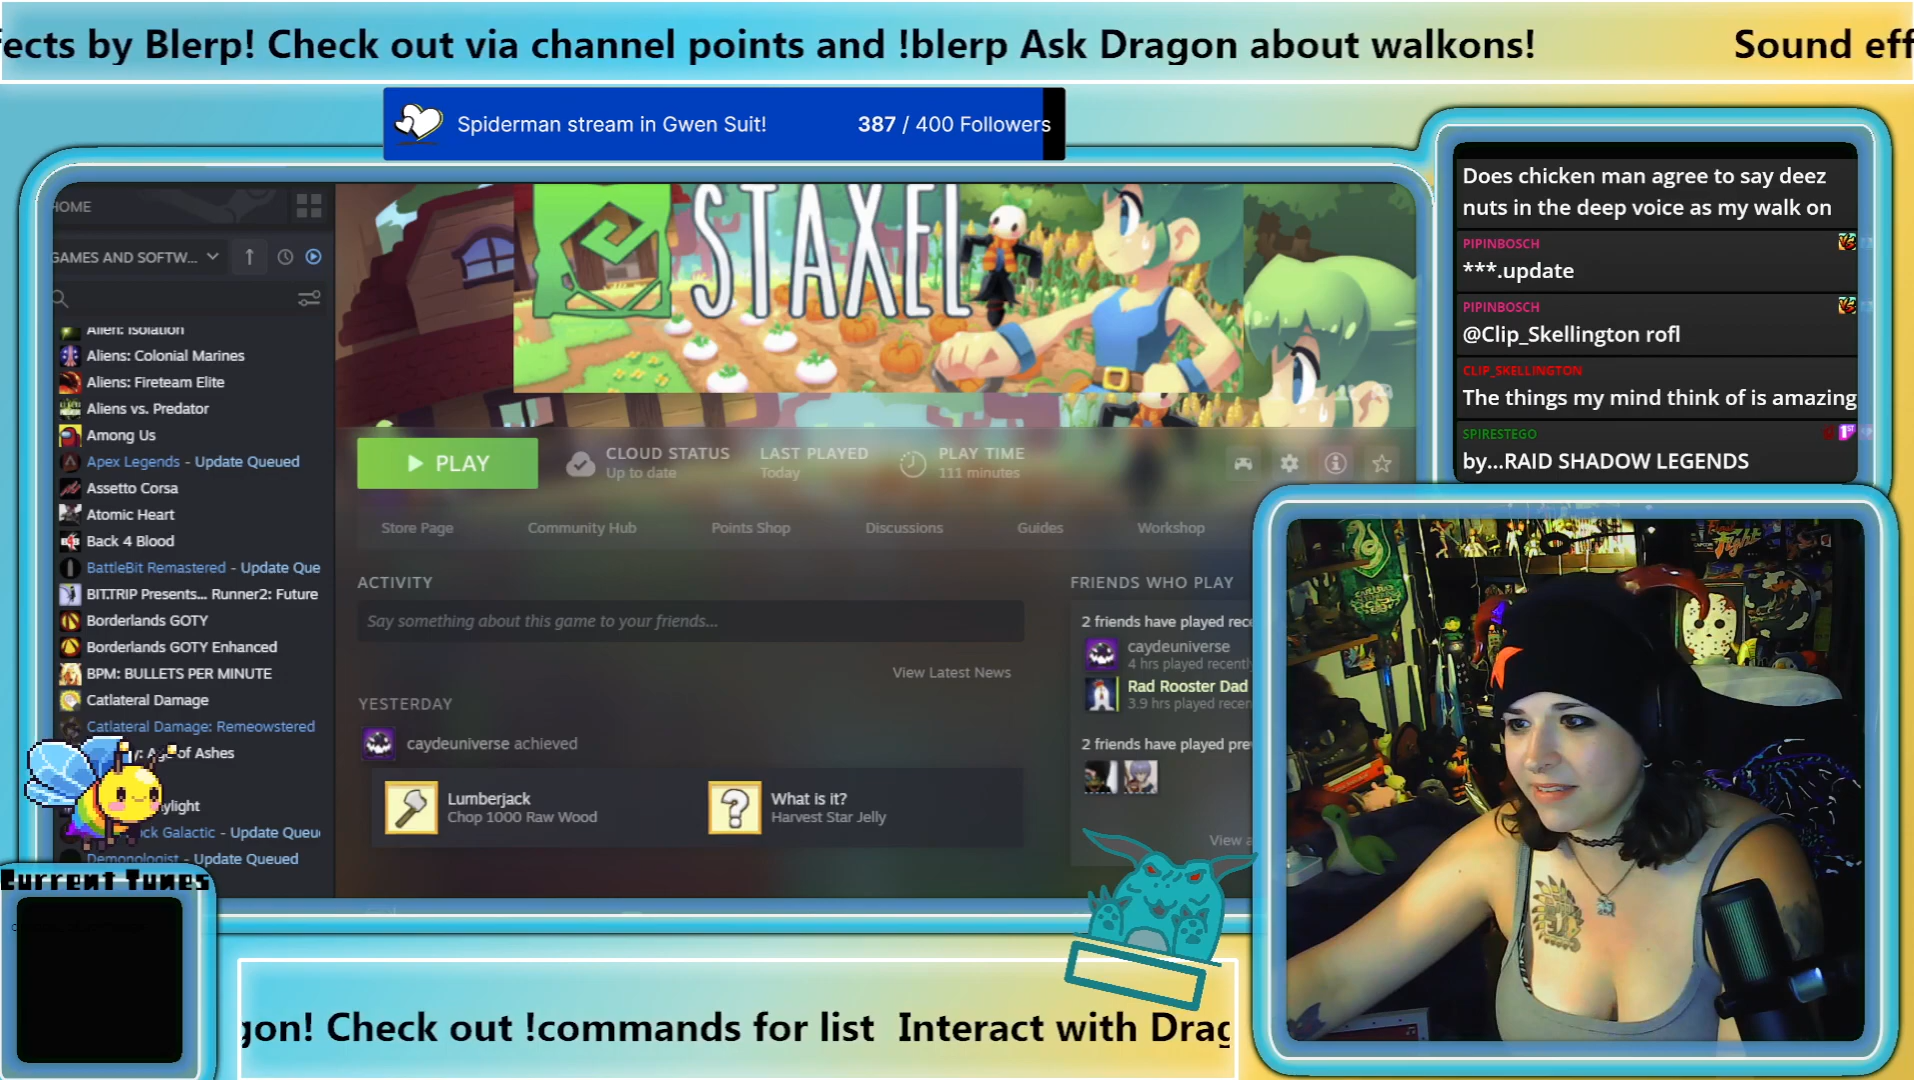 fects by Blerp! Check out via channel points and !blerp Ask Dragon about walkons! Sound eff
Spiderman stream in Gwen Suit! 387 / 400 Followers
HOME
GAMES AND SOFTW...
Alien: Isolation
Aliens: Colonial Marines
Aliens: Fireteam Elite
Aliens vs. Predator
Among Us
Apex Legends - Update Queued
Assetto Corsa
Atomic Heart
Back 4 Blood
BattleBit Remastered - Update Que
BIT.TRIP Presents... Runner2: Future
Borderlands GOTY
Borderlands GOTY Enhanced
BPM: BULLETS PER MINUTE
Catlateral Damage
Catlateral Damage: Remeowstered
y: Age of Ashes
ylight
ock Galactic - Update Queu
Demonologist - Update Queued
STAXEL
PLAY
CLOUD STATUS
Up to date
LAST PLAYED
Today
PLAY TIME
111 minutes
Store Page Community Hub Points Shop Discussions Guides Workshop
ACTIVITY
Say something about this game to your friends...
View Latest News
YESTERDAY
caydeuniverse achieved
Lumberjack
Chop 1000 Raw Wood
What is it?
Harvest Star Jelly
FRIENDS WHO PLAY
2 friends have played rece
caydeuniverse
4 hrs played recently
Rad Rooster Dad
3.9 hrs played recen
2 friends have played pre
View a
Does chicken man agree to say deez
nuts in the deep voice as my walk on
PIPINBOSCH
***.update
PIPINBOSCH
@Clip_Skellington rofl
CLIP_SKELLINGTON
The things my mind think of is amazing
SPIRESTEGO
by...RAID SHADOW LEGENDS
Current Tunes
gon! Check out !commands for list Interact with Drag